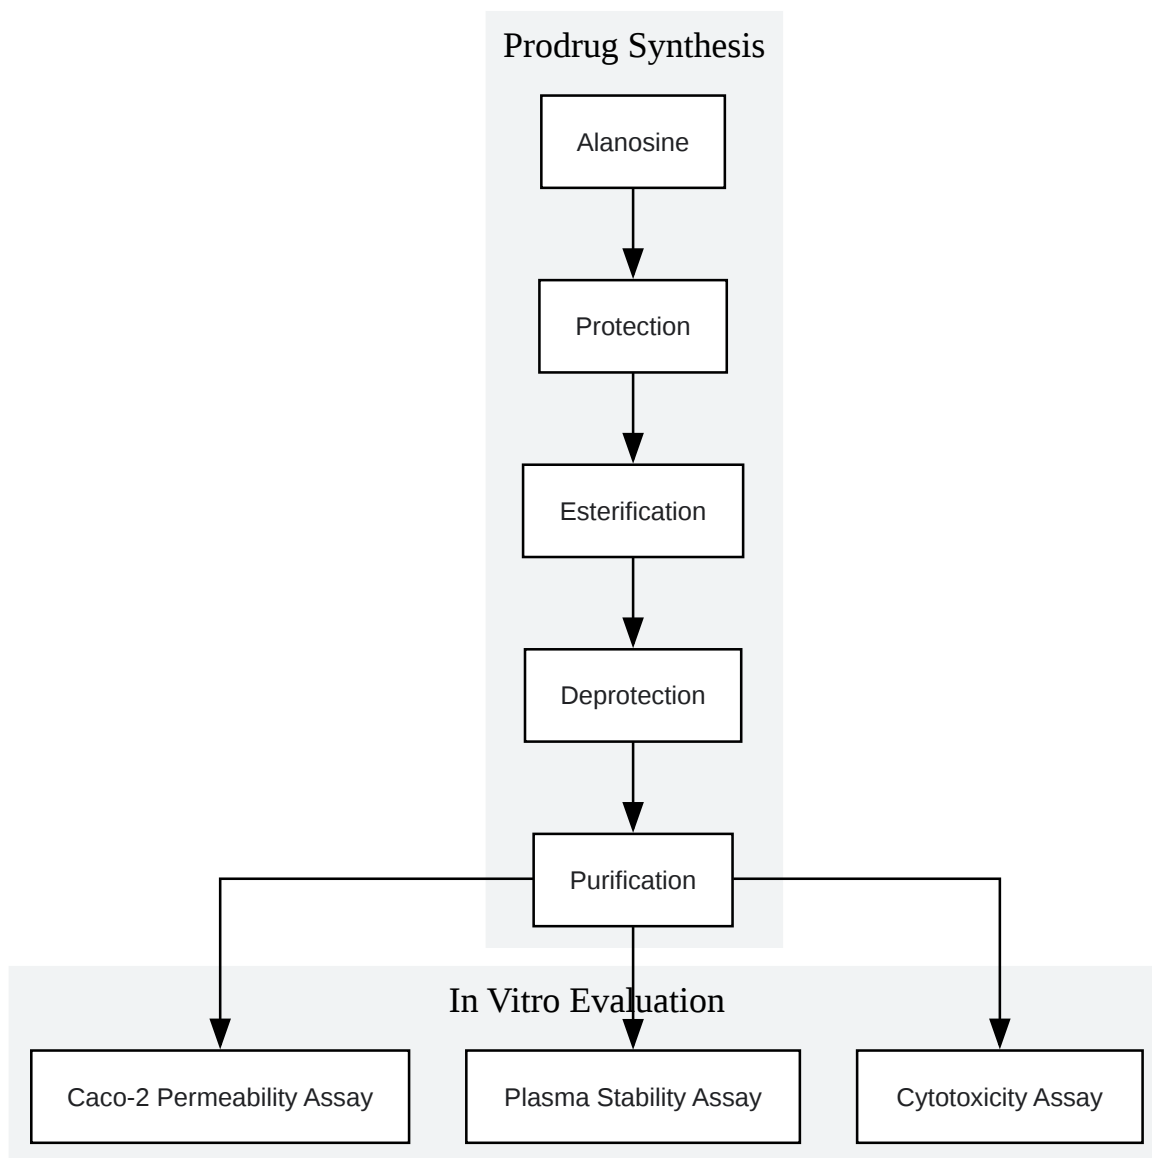 Prodrug Synthesis
Alanosine
Protection
Esterification
Deprotection
Purification
In Vitro Evaluation
Caco-2 Permeability Assay
Plasma Stability Assay
Cytotoxicity Assay